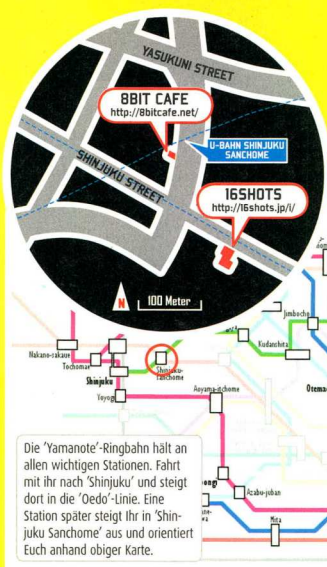 YASUKUNI STREET
8BIT CAFE
http://8bitcafe.net/
U-BAHN SHINJUKU
SANCHOME
SHINJUKU STREET
16SHOTS
http://16shots.jp/i/
N
100 Meter
Jimbocho
Kudanshita
Nakano-sakaue
Tochomae
Shinjuku-
sanchome
Shinjuku
Yoyogi
Aoyama-itchome
Otema
ongi
Azabu-juban
Mita
Die 'Yamanote'-Ringbahn hält an
allen wichtigen Stationen. Fahrt
mit ihr nach 'Shinjuku' und steigt
dort in die 'Oedo'-Linie. Eine
Station später steigt Ihr in 'Shin-
juku Sanchome' aus und orientiert
Euch anhand obiger Karte.